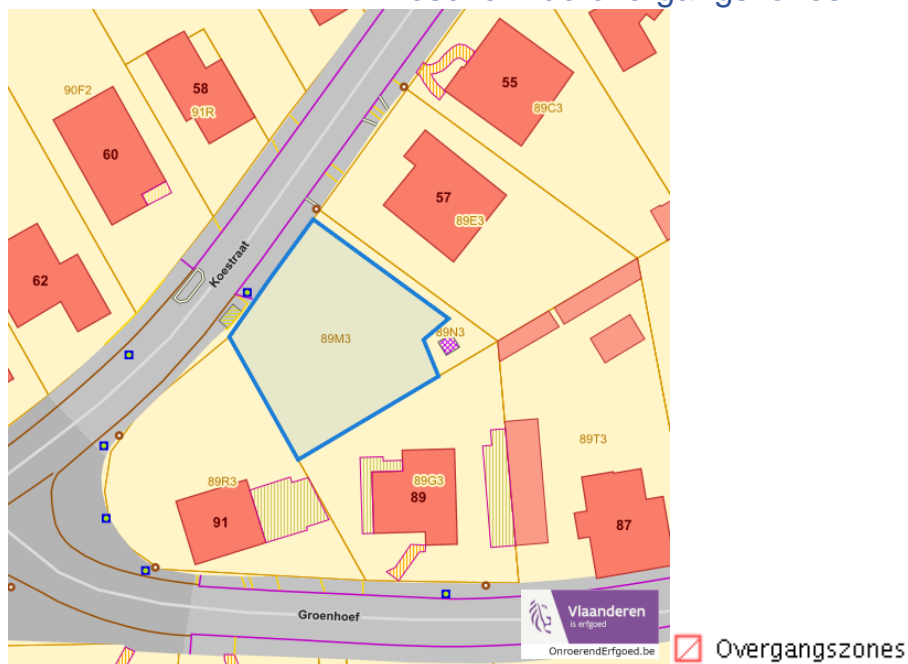 90F2
58
91R
55
89C3
60
57
89E3
62
Koestraat
89M3
89N3
89T3
89R3
89G3
91
89
87
Groenhoef
Vlaanderen
is erfgoed
OnroerendErfgoed.be
Overgangszones